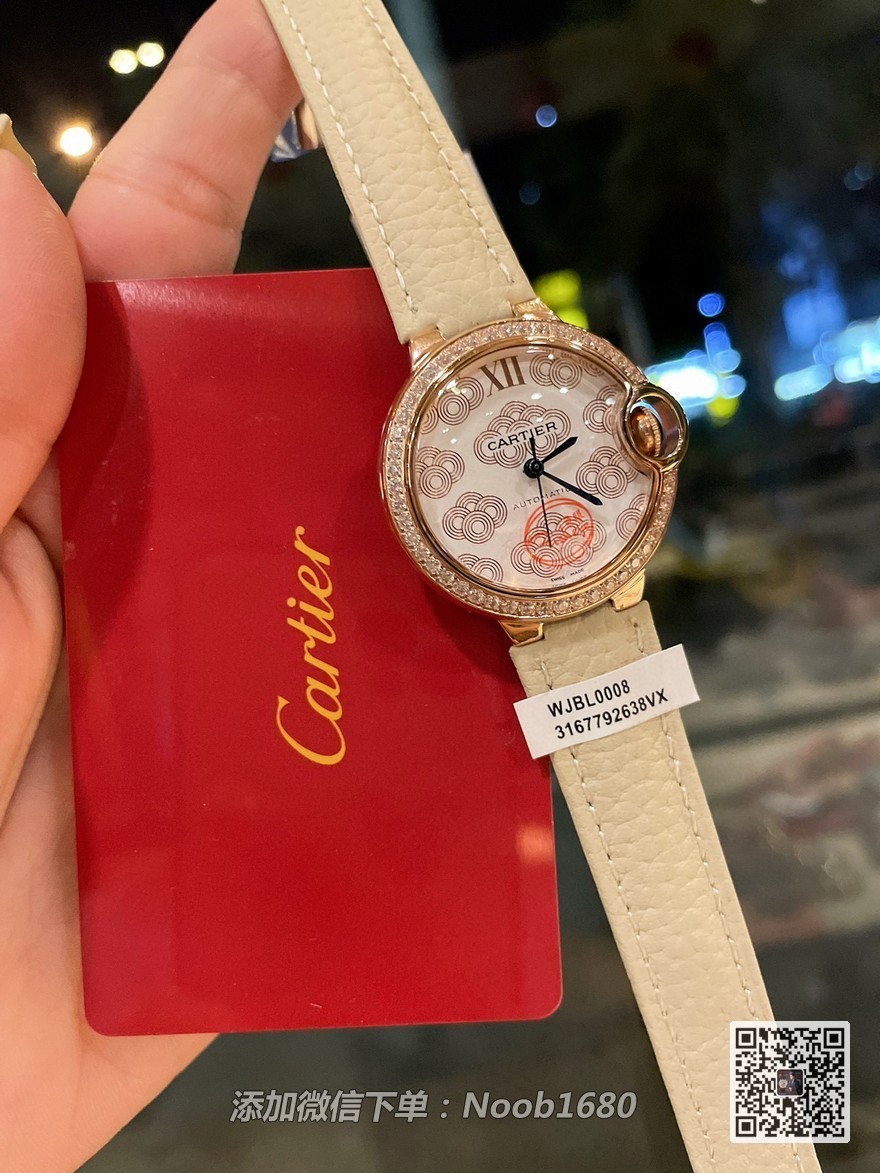 XII
CARTIER
AUTOMATIC
SWISS MADE
Cartier
WJBL0008
3167792638VX
添加微信下单：Noob1680